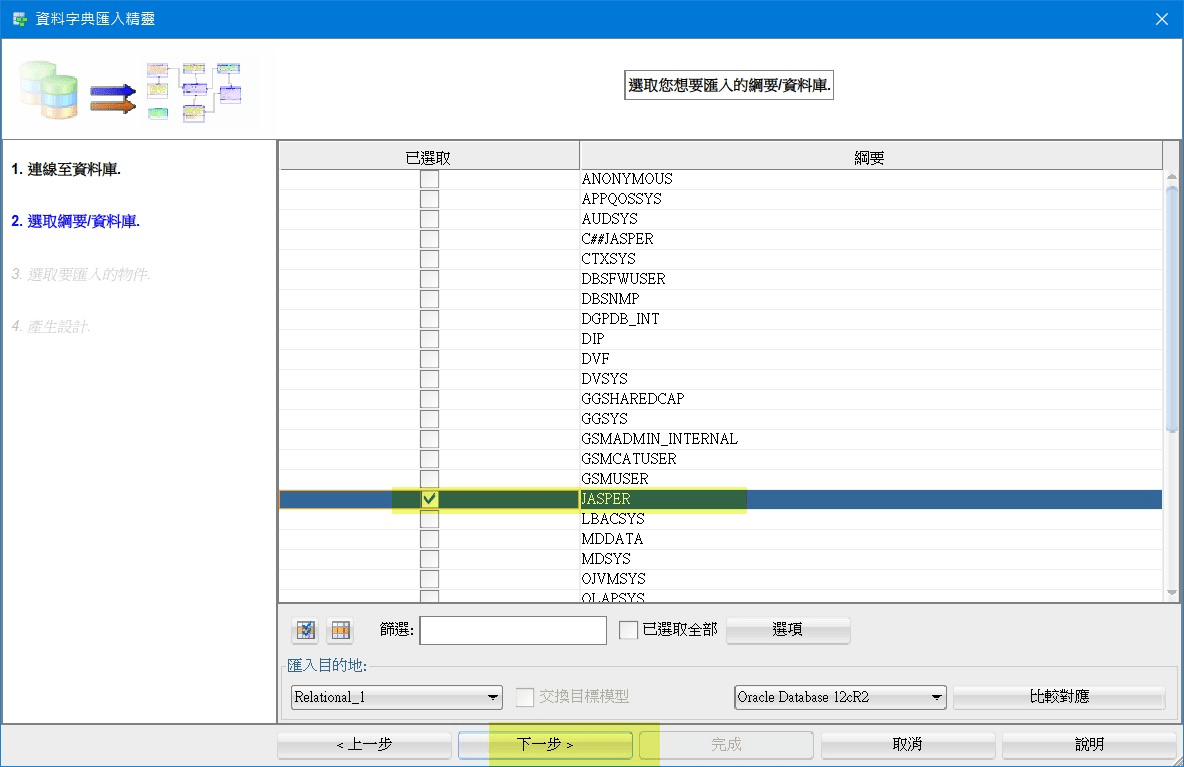 資料字典匯入精靈
選取您想要匯入的綱要/資料庫.
1. 連線至資料庫.
2. 選取綱要/資料庫.
3. 選取要匯入的物件.
4. 產生設計.
已選取 綱要
ANONYMOUS
APPQOSSYS
AUDSYS
C##JASPER
CTXSYS
DBSFWUSER
DBSNMP
DGPDB_INT
DIP
DVF
DVSYS
GGSHAREDCAP
GGSYS
GSMADMIN_INTERNAL
GSMCATUSER
GSMUSER
JASPER
LBACSYS
MDDATA
MDSYS
OJVMSYS
OLAPSYS
篩選: 已選取全部 選項
匯入目的地:
Relational_1 交換目標模型 Oracle Database 12cR2 比較對應
< 上一步 下一步 > 完成 取消 說明